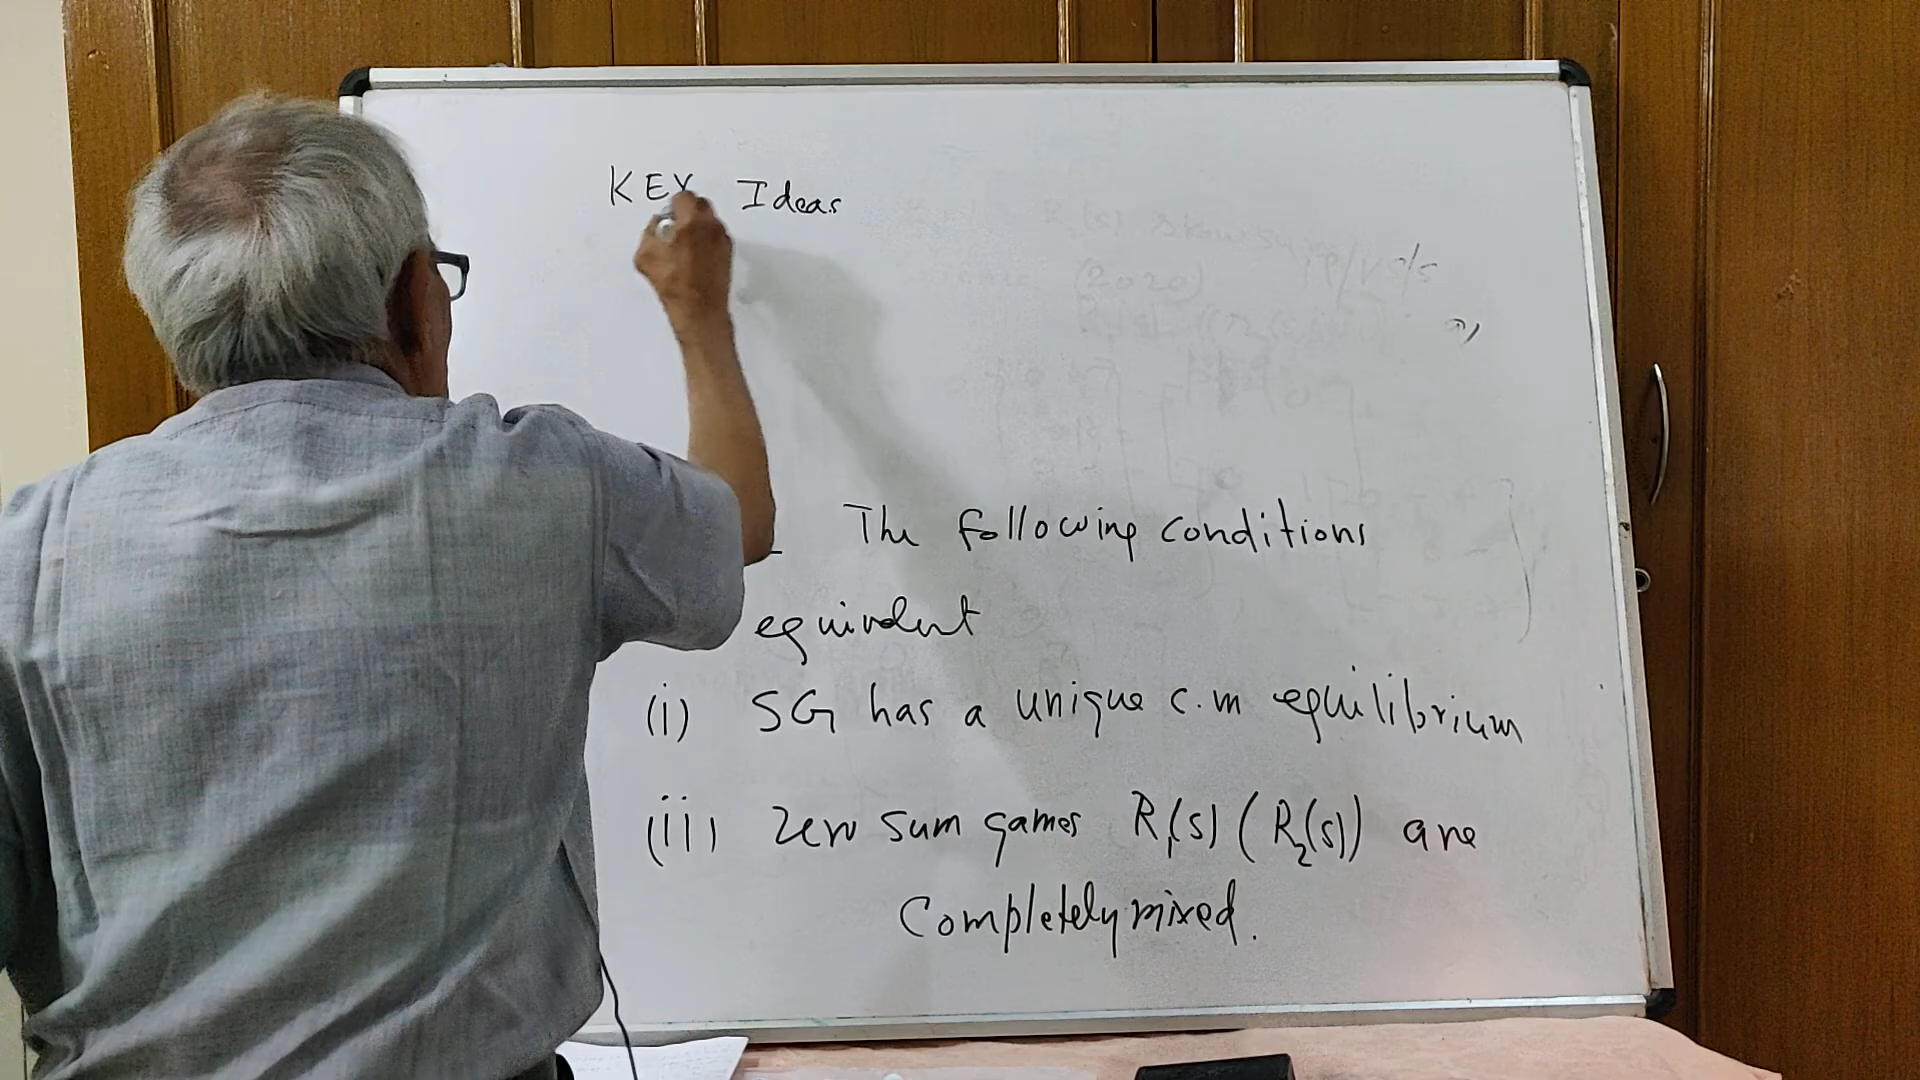 KEY Ideas
The following conditions
equivalent
(i) SG has a unique c.m equilibrium
(ii) zero sum games R₁(s) (R₂(s)) are
Completely mixed.
(2020)